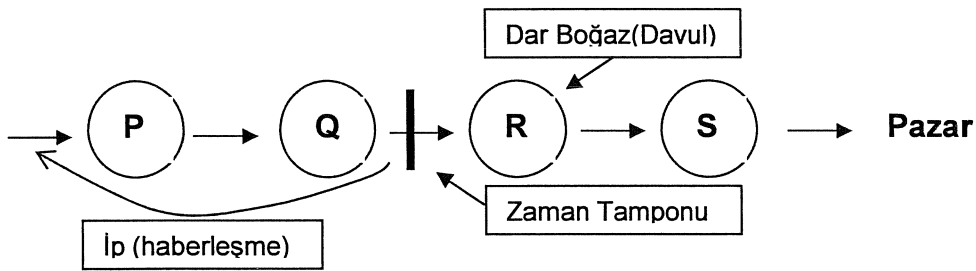 Dar Boğaz(Davul)
P
Q
R
S
Pazar
Zaman Tamponu
İp (haberleşme)